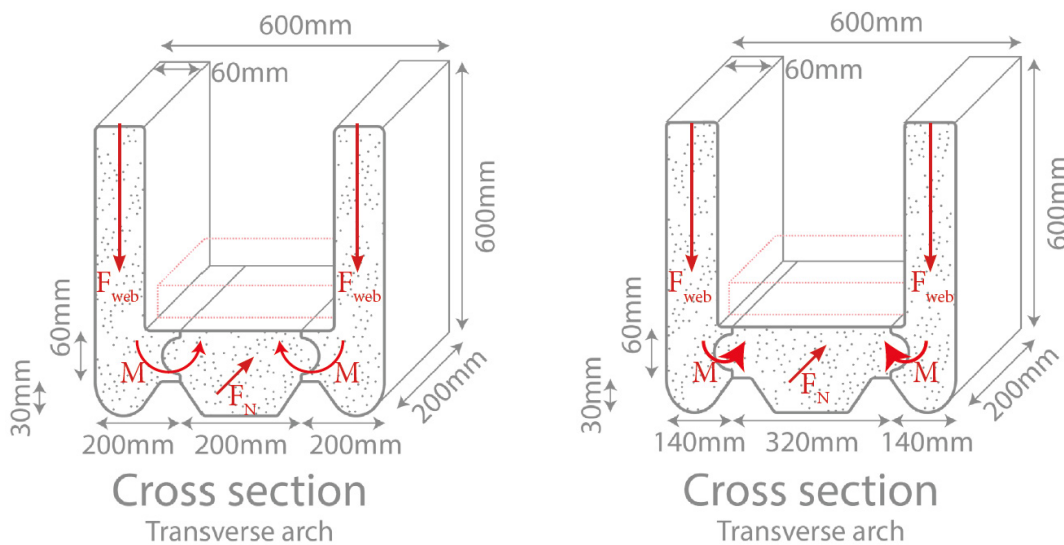 600mm
60mm
600mm
F web
F web
60mm
M
M
F N
200mm
30mm
200mm
200mm
200mm
Cross section
Transverse arch
600mm
60mm
600mm
F web
F web
60mm
M
M
F N
200mm
30mm
140mm
320mm
140mm
Cross section
Transverse arch